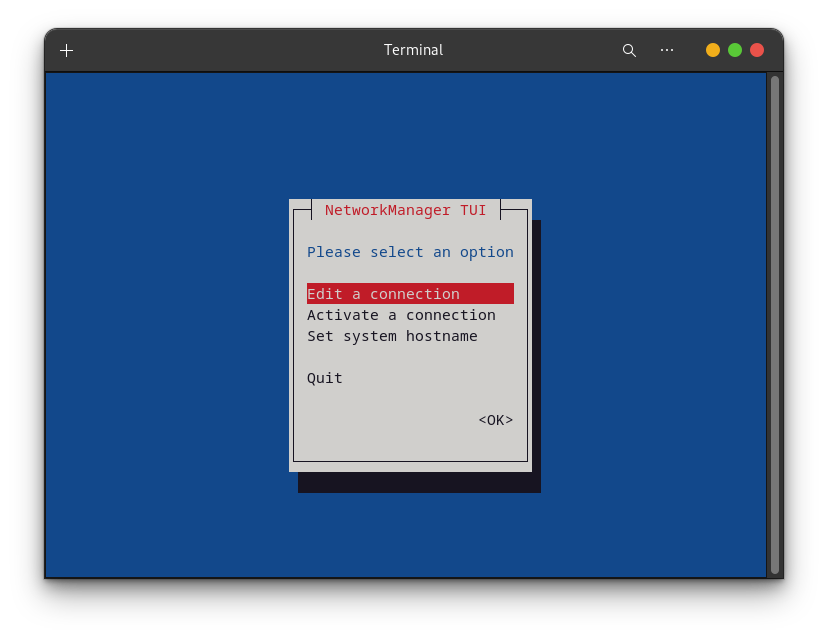 Terminal
NetworkManager TUI
Please select an option
Edit a connection
Activate a connection
Set system hostname
Quit
<OK>